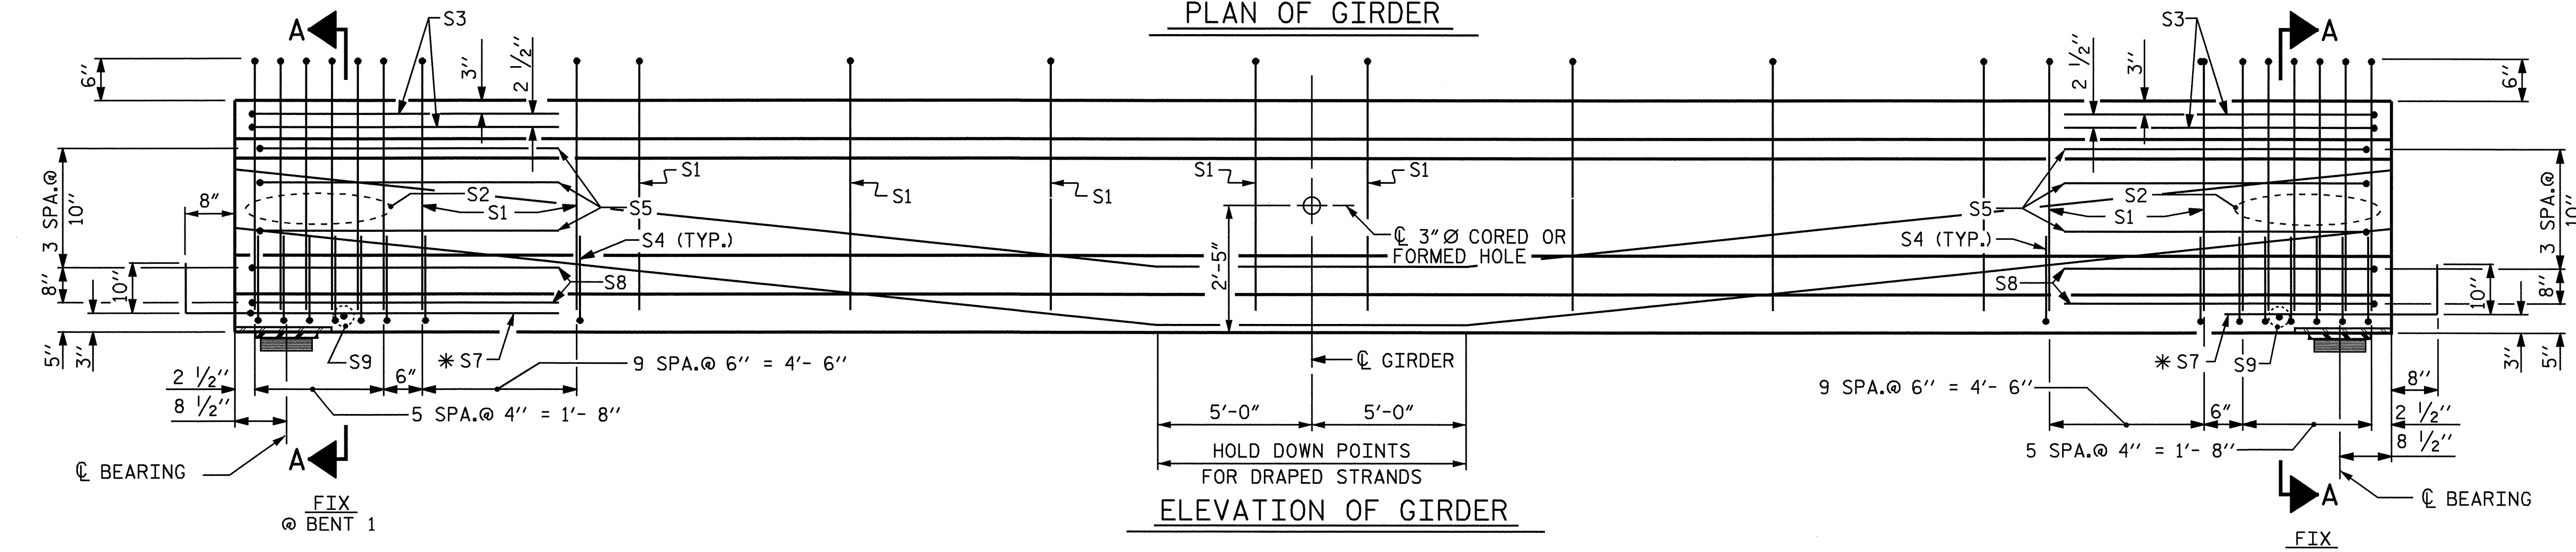 PLAN OF GIRDER
A
S3
3"
2 1/2"
6"
S3
2 1/2"
3"
A
6"
3 SPA.@
10"
8"
S2
S1
S5
S1
S1
S1
S1
S1
S5
S2
S1
3 SPA.@
10"
8"
10"
S4 (TYP.)
S8
2'-5"
℄ 3"Ø CORED OR
FORMED HOLE
S4 (TYP.)
S8
10"
8"
5"
3"
S9
* S7
9 SPA.@ 6" = 4'- 6"
℄ GIRDER
* S7
S9
3"
5"
2 1/2"
6"
8 1/2"
5 SPA.@ 4" = 1'- 8"
5'-0"
5'-0"
9 SPA.@ 6" = 4'- 6"
6"
8"
2 1/2"
8 1/2"
5 SPA.@ 4" = 1'- 8"
℄ BEARING
A
HOLD DOWN POINTS
FOR DRAPED STRANDS
A
℄ BEARING
FIX
@ BENT 1
ELEVATION OF GIRDER
FIX